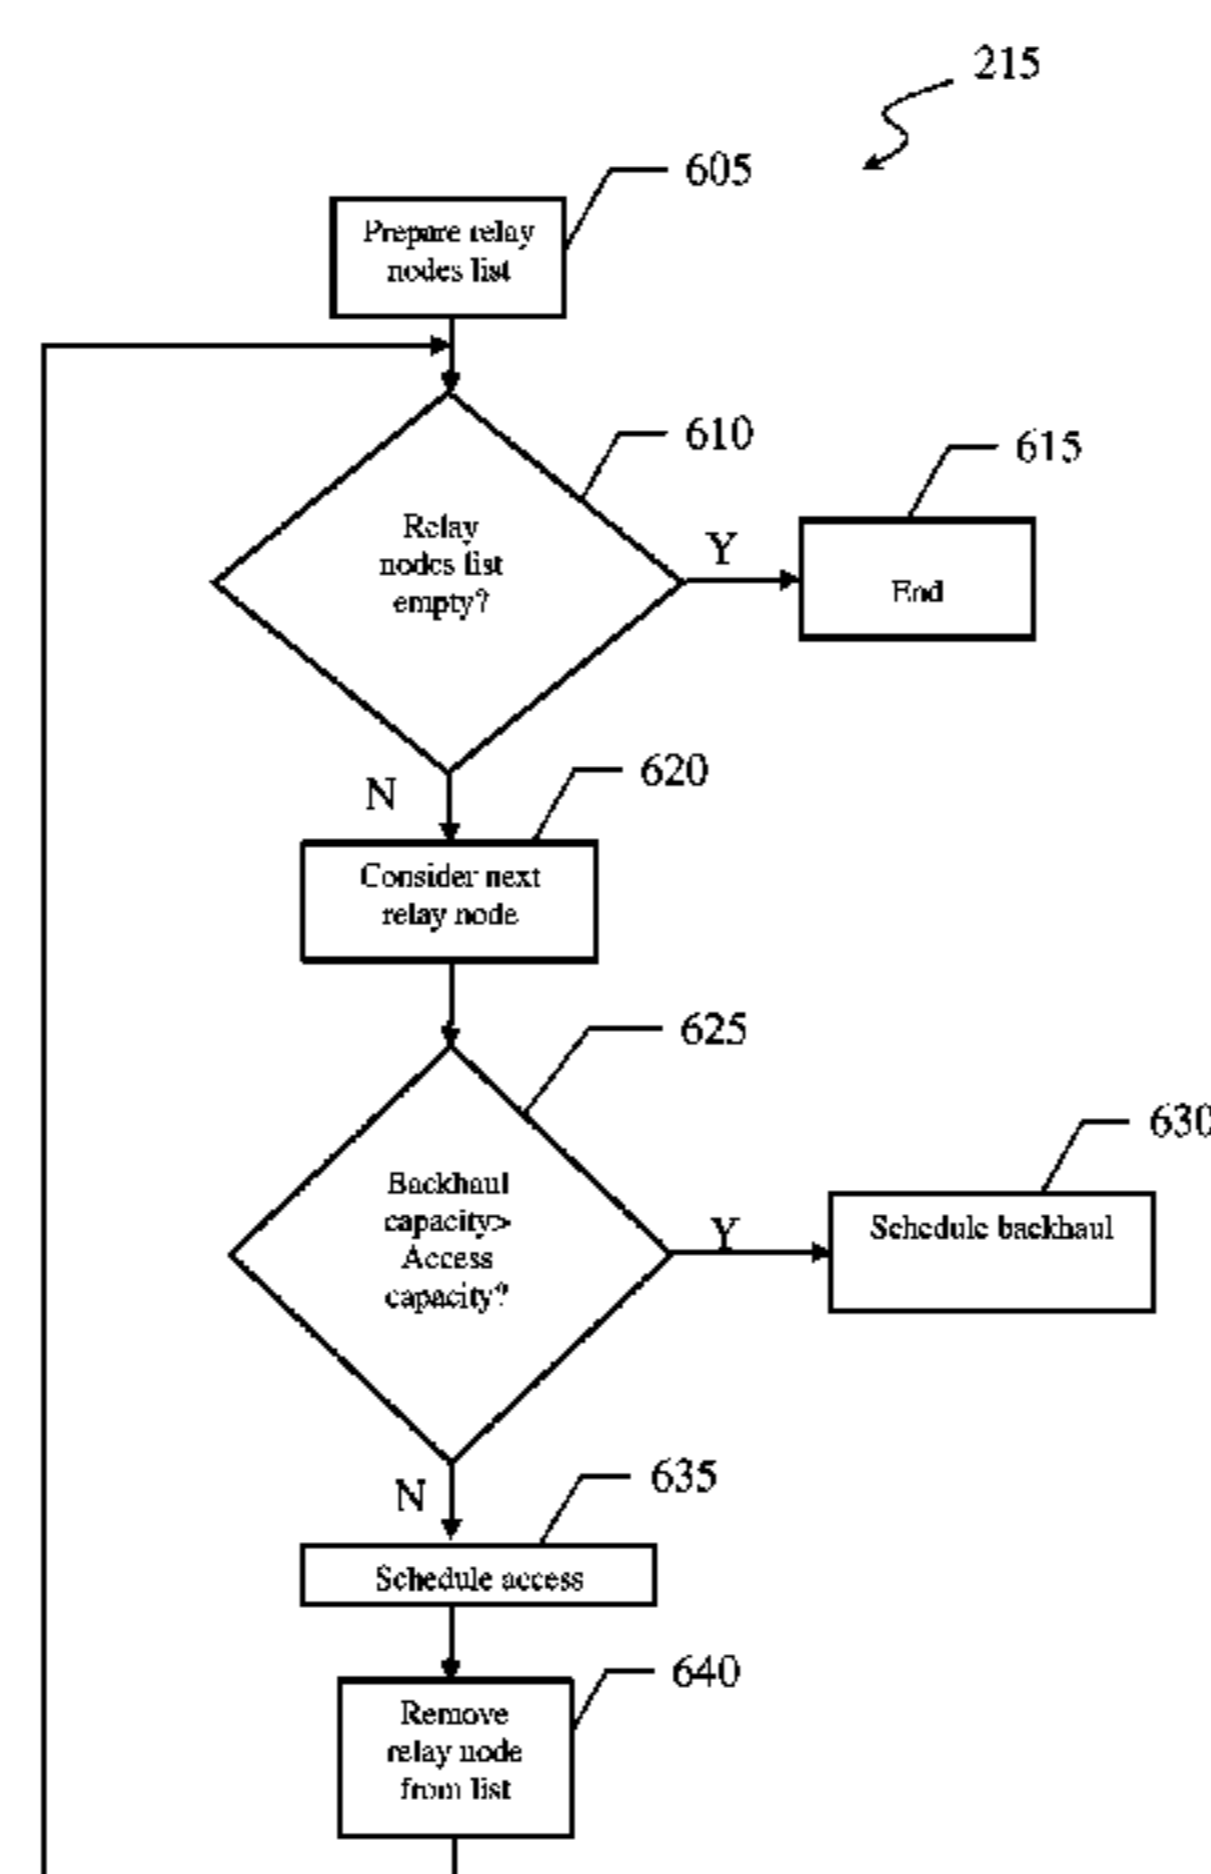 215
605
Prepare relay
nodes list
610
Relay
nodes list
empty?
Y
615
End
N
620
Consider next
relay node
625
Backhaul
capacity>
Access
capacity?
Y
630
Schedule backhaul
N
635
Schedule access
640
Remove
relay node
from list